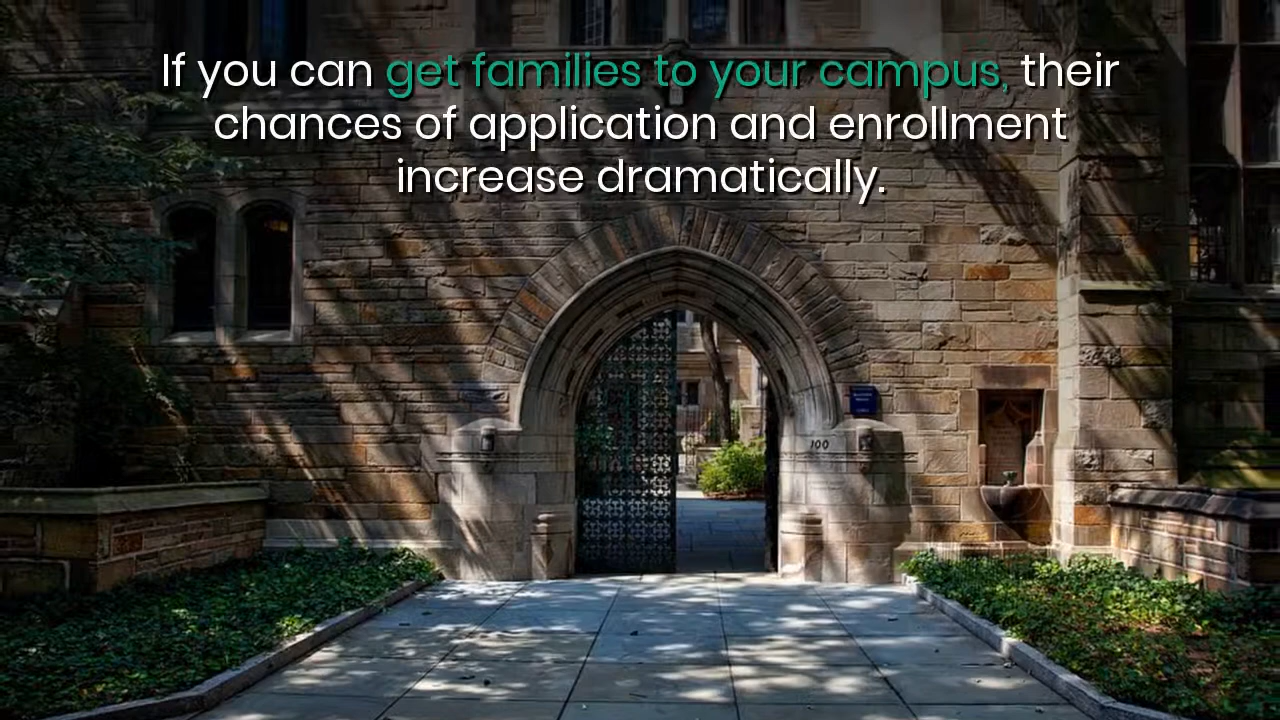 If you can get families to your campus, their
chances of application and enrollment
increase dramatically.
100